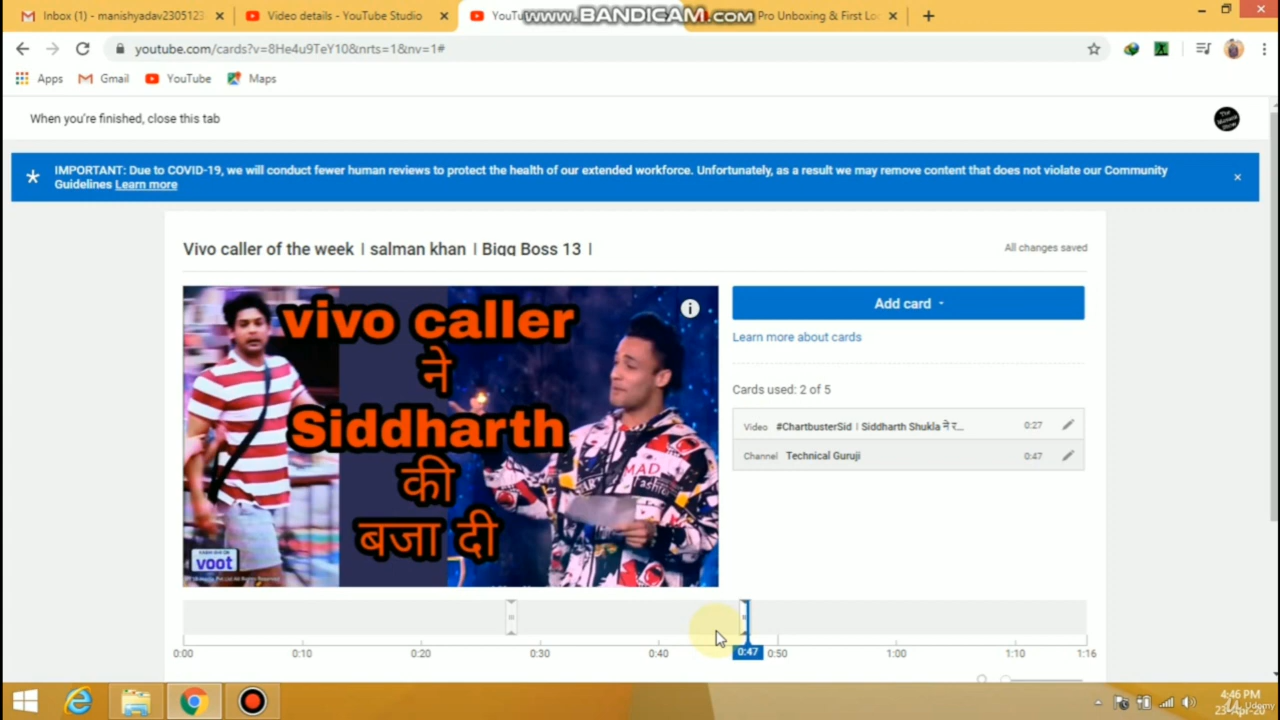 Inbox (1) - manishyadav2305123
Video details - YouTube Studio
YouTu
www.BANDICAM.com
Pro Unboxing & First Lo
youtube.com/cards?v=8He4u9TeY10&nrts=1&nv=1#
Apps Gmail YouTube Maps
When you're finished, close this tab
IMPORTANT: Due to COVID-19, we will conduct fewer human reviews to protect the health of our extended workforce. Unfortunately, as a result we may remove content that does not violate our Community
Guidelines Learn more
Vivo caller of the week | salman khan | Bigg Boss 13 |
All changes saved
vivo caller
ने
Siddharth
की
बजा दी
voot
MAD
Add card
Learn more about cards
Cards used: 2 of 5
Video #ChartbusterSid | Siddharth Shukla ने र... 0:27
Channel Technical Guruji 0:47
0:00 0:10 0:20 0:30 0:40 0:47 0:50 1:00 1:10 1:16
4:46 PM
23-Apr-20
Udemy